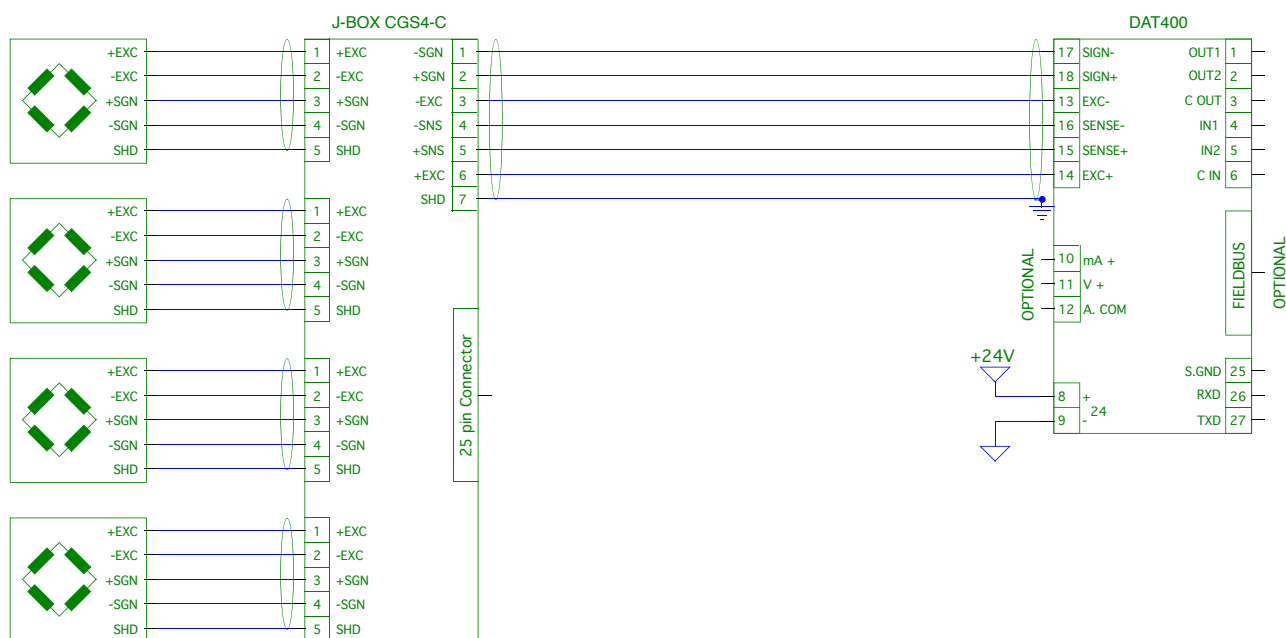 J-BOX CGS4-C
DAT400
+EXC 1 +EXC -SGN 1 17 SIGN- OUT1 1
-EXC 2 -EXC +SGN 2 18 SIGN+ OUT2 2
+SGN 3 +SGN -EXC 3 13 EXC- C OUT 3
-SGN 4 -SGN -SNS 4 16 SENSE- IN1 4
SHD 5 SHD +SNS 5 15 SENSE+ IN2 5
+EXC 6 14 EXC+ C IN 6
SHD 7
+EXC 1 +EXC
-EXC 2 -EXC
+SGN 3 +SGN
-SGN 4 -SGN
SHD 5 SHD
OPTIONAL
10 mA +
11 V +
12 A. COM
FIELDBUS
OPTIONAL
25 pin Connector
+EXC 1 +EXC
-EXC 2 -EXC
+SGN 3 +SGN
-SGN 4 -SGN
SHD 5 SHD
+24V
8 +
24
9 -
S.GND 25
RXD 26
TXD 27
+EXC 1 +EXC
-EXC 2 -EXC
+SGN 3 +SGN
-SGN 4 -SGN
SHD 5 SHD